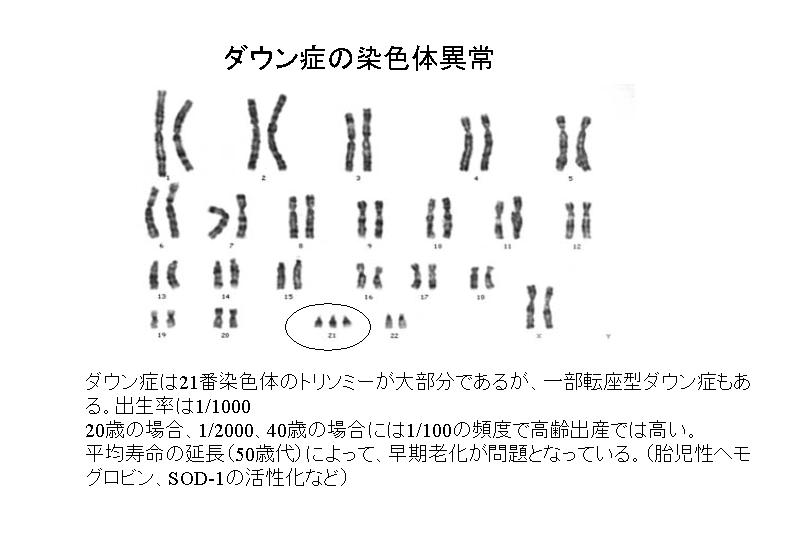 ダウン症の染色体異常
1 2 3 4 5
6 7 8 9 10 11 12
13 14 15 16 17 18
19 20 21 22 X Y
ダウン症は21番染色体のトリソミーが大部分であるが、一部転座型ダウン症もあ
る。出生率は1/1000
20歳の場合、1/2000、40歳の場合には1/100の頻度で高齢出産では高い。
平均寿命の延長（50歳代）によって、早期老化が問題となっている。（胎児性ヘモ
グロビン、SOD-1の活性化など）